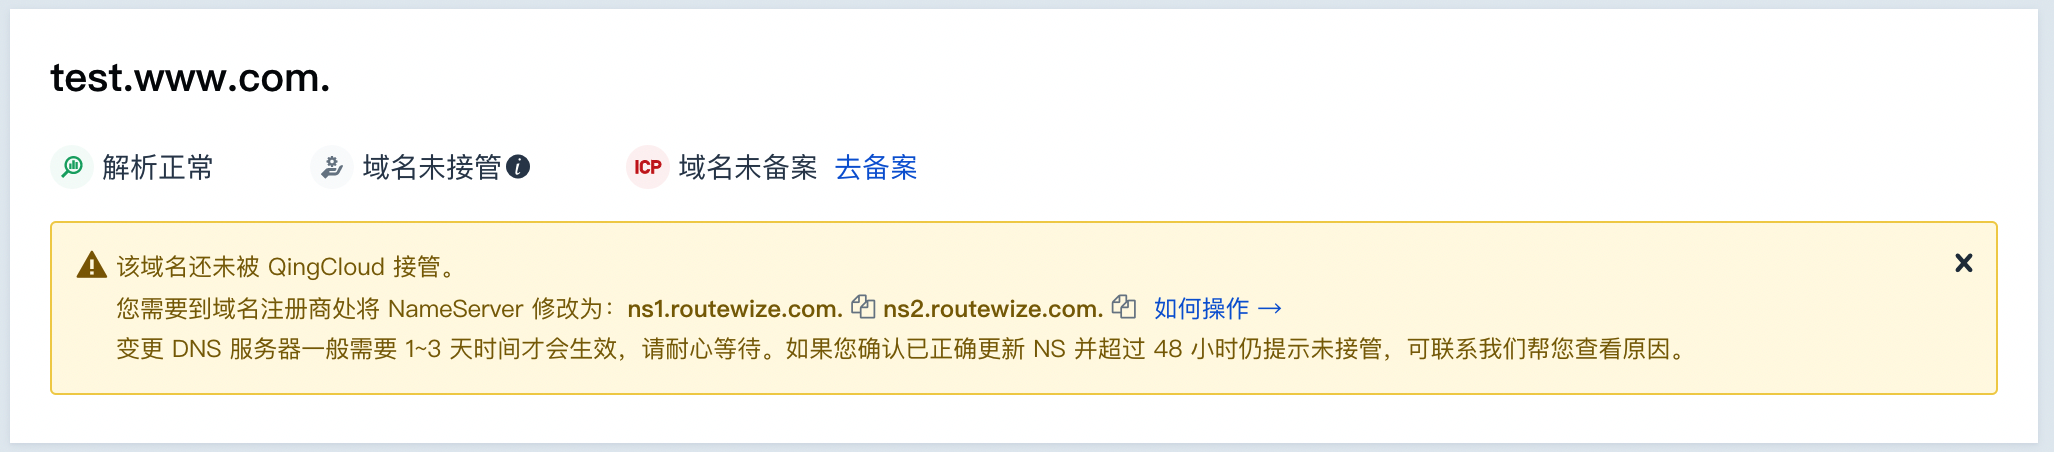 test.www.com.
解析正常 域名未接管 i ICP 域名未备案 去备案
该域名还未被 QingCloud 接管。
您需要到域名注册商处将 NameServer 修改为：ns1.routewize.com. ns2.routewize.com. 如何操作 →
变更 DNS 服务器一般需要 1~3 天时间才会生效，请耐心等待。如果您确认已正确更新 NS 并超过 48 小时仍提示未接管，可联系我们帮您查看原因。